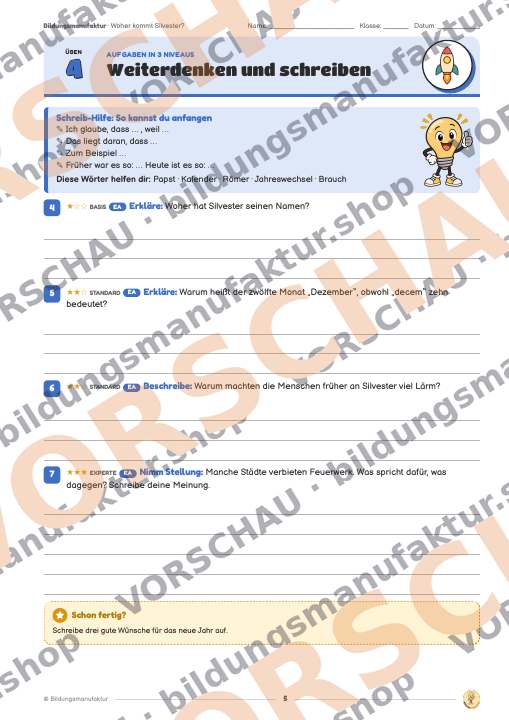 Bildungsmanufaktur · Woher kommt Silvester?
Name: Klasse: Datum:
ÜBEN
4
AUFGABEN IN 3 NIVEAUS
Weiterdenken und schreiben
Schreib-Hilfe: So kannst du anfangen
Ich glaube, dass … , weil …
Das liegt daran, dass …
Zum Beispiel …
Früher war es so: … Heute ist es so: …
Diese Wörter helfen dir: Papst · Kalender · Römer · Jahreswechsel · Brauch
4 BASIS EA Erkläre: Woher hat Silvester seinen Namen?
5 STANDARD EA Erkläre: Warum heißt der zwölfte Monat „Dezember“, obwohl „decem“ zehn
bedeutet?
6 STANDARD EA Beschreibe: Warum machten die Menschen früher an Silvester viel Lärm?
7 EXPERTE EA Nimm Stellung: Manche Städte verbieten Feuerwerk. Was spricht dafür, was
dagegen? Schreibe deine Meinung.
Schon fertig?
Schreibe drei gute Wünsche für das neue Jahr auf.
© Bildungsmanufaktur
5
VORSCHAU · bildungsmanufaktur.shop
VORSCHAU